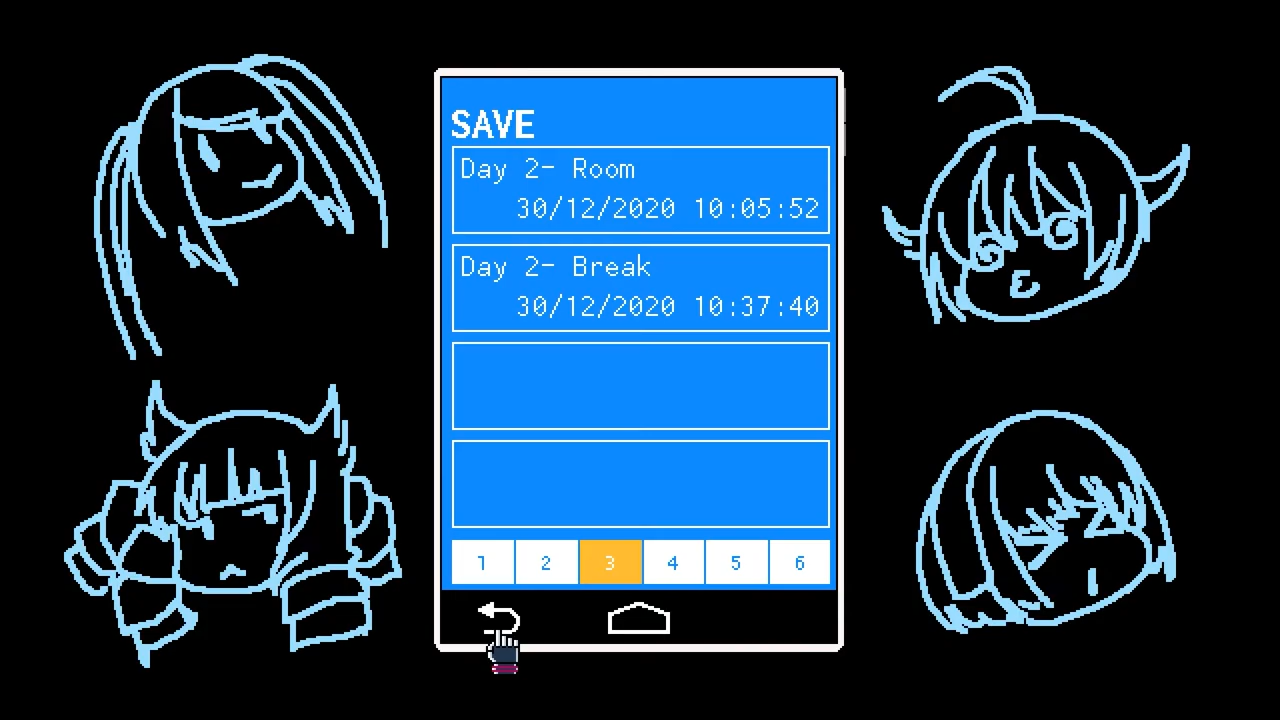 SAVE
Day 2- Room
30/12/2020 10:05:52
Day 2- Break
30/12/2020 10:37:40
1 2 3 4 5 6